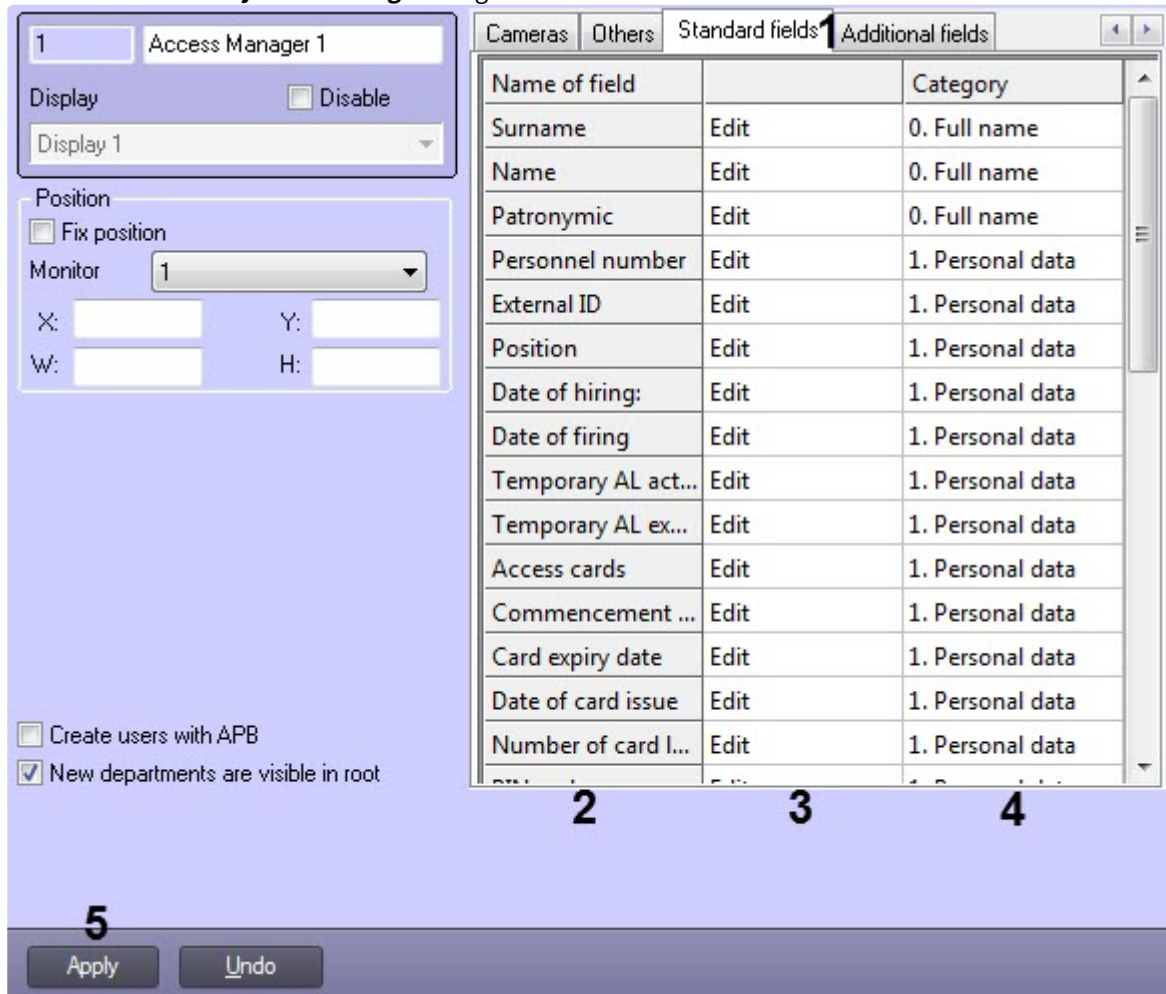 1
Access Manager 1
Display
Disable
Display 1
Position
Fix position
Monitor
1
X:
Y:
W:
H:
Create users with APB
New departments are visible in root
Cameras Others Standard fields 1 Additional fields
Name of field Category
Surname Edit 0. Full name
Name Edit 0. Full name
Patronymic Edit 0. Full name
Personnel number Edit 1. Personal data
External ID Edit 1. Personal data
Position Edit 1. Personal data
Date of hiring: Edit 1. Personal data
Date of firing Edit 1. Personal data
Temporary AL act... Edit 1. Personal data
Temporary AL ex... Edit 1. Personal data
Access cards Edit 1. Personal data
Commencement ... Edit 1. Personal data
Card expiry date Edit 1. Personal data
Date of card issue Edit 1. Personal data
Number of card l... Edit 1. Personal data
2 3 4
5
Apply Undo